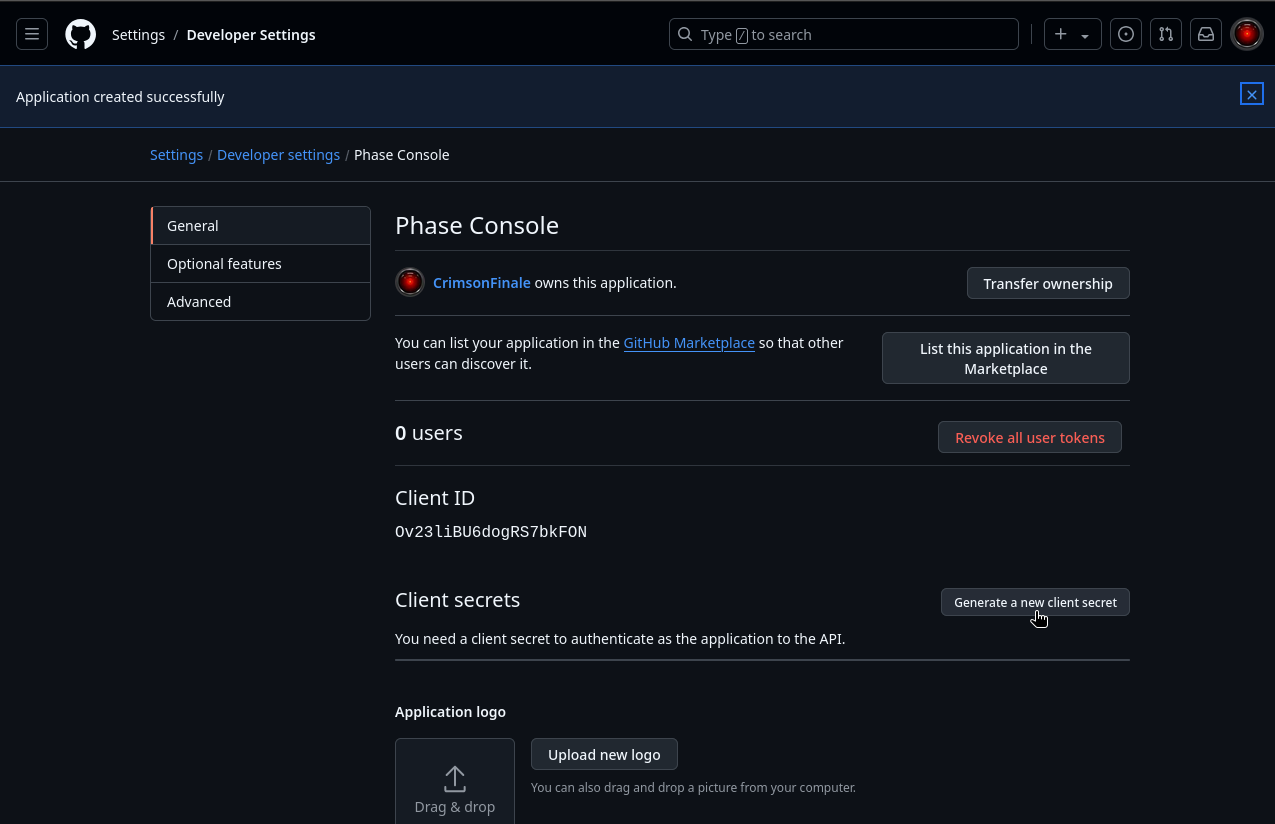 Settings / Developer Settings
Type / to search
Application created successfully
Settings / Developer settings / Phase Console
General
Optional features
Advanced
Phase Console
CrimsonFinale owns this application.
Transfer ownership
You can list your application in the GitHub Marketplace so that other
users can discover it.
List this application in the
Marketplace
0 users
Revoke all user tokens
Client ID
Ov23liBU6dogRS7bkFON
Client secrets
Generate a new client secret
You need a client secret to authenticate as the application to the API.
Application logo
Drag & drop
Upload new logo
You can also drag and drop a picture from your computer.